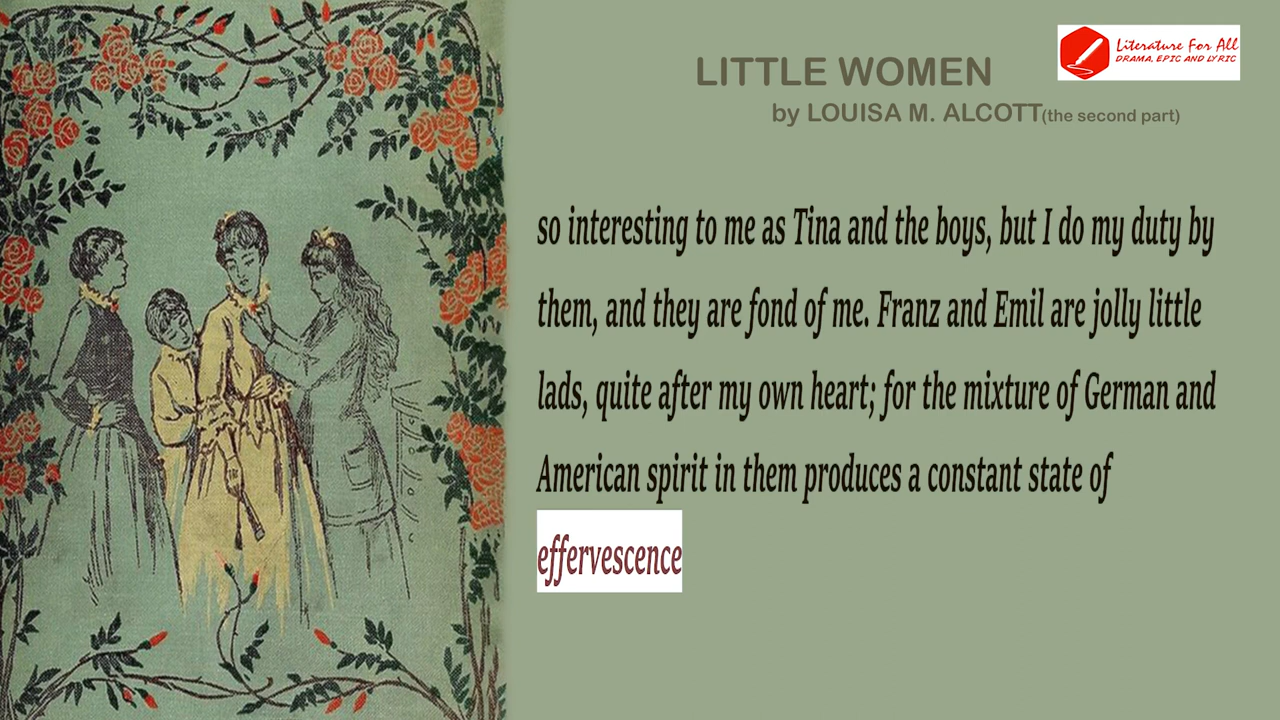 LITTLE WOMEN
by LOUISA M. ALCOTT(the second part)
Literature For All
DRAMA, EPIC AND LYRIC
so interesting to me as Tina and the boys, but I do my duty by
them, and they are fond of me. Franz and Emil are jolly little
lads, quite after my own heart; for the mixture of German and
American spirit in them produces a constant state of
effervescence